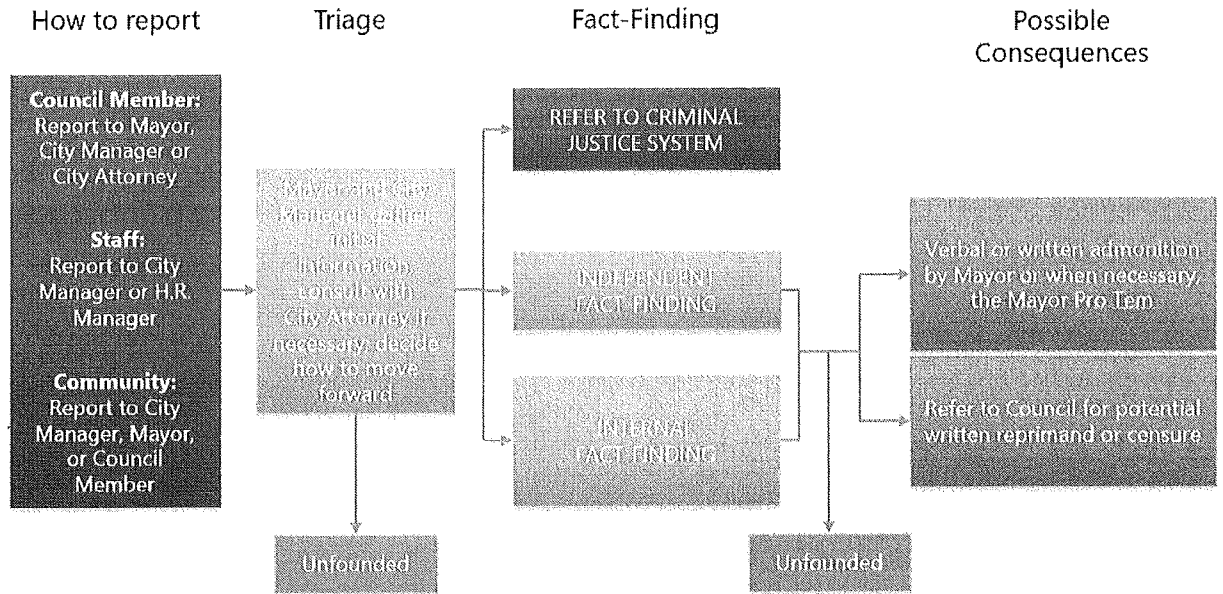 How to report
Triage
Fact-Finding
Possible
Consequences
Council Member:
Report to Mayor,
City Manager or
City Attorney
Staff:
Report to City
Manager or H.R.
Manager
Community:
Report to City
Manager, Mayor,
or Council
Member
Mayor and City
Manager gather
initial
information,
consult with
City Attorney if
necessary, decide
how to move
forward
Unfounded
REFER TO CRIMINAL
JUSTICE SYSTEM
INDEPENDENT
FACT-FINDING
INTERNAL
FACT-FINDING
Unfounded
Verbal or written admonition
by Mayor or when necessary,
the Mayor Pro Tem
Refer to Council for potential
written reprimand or censure